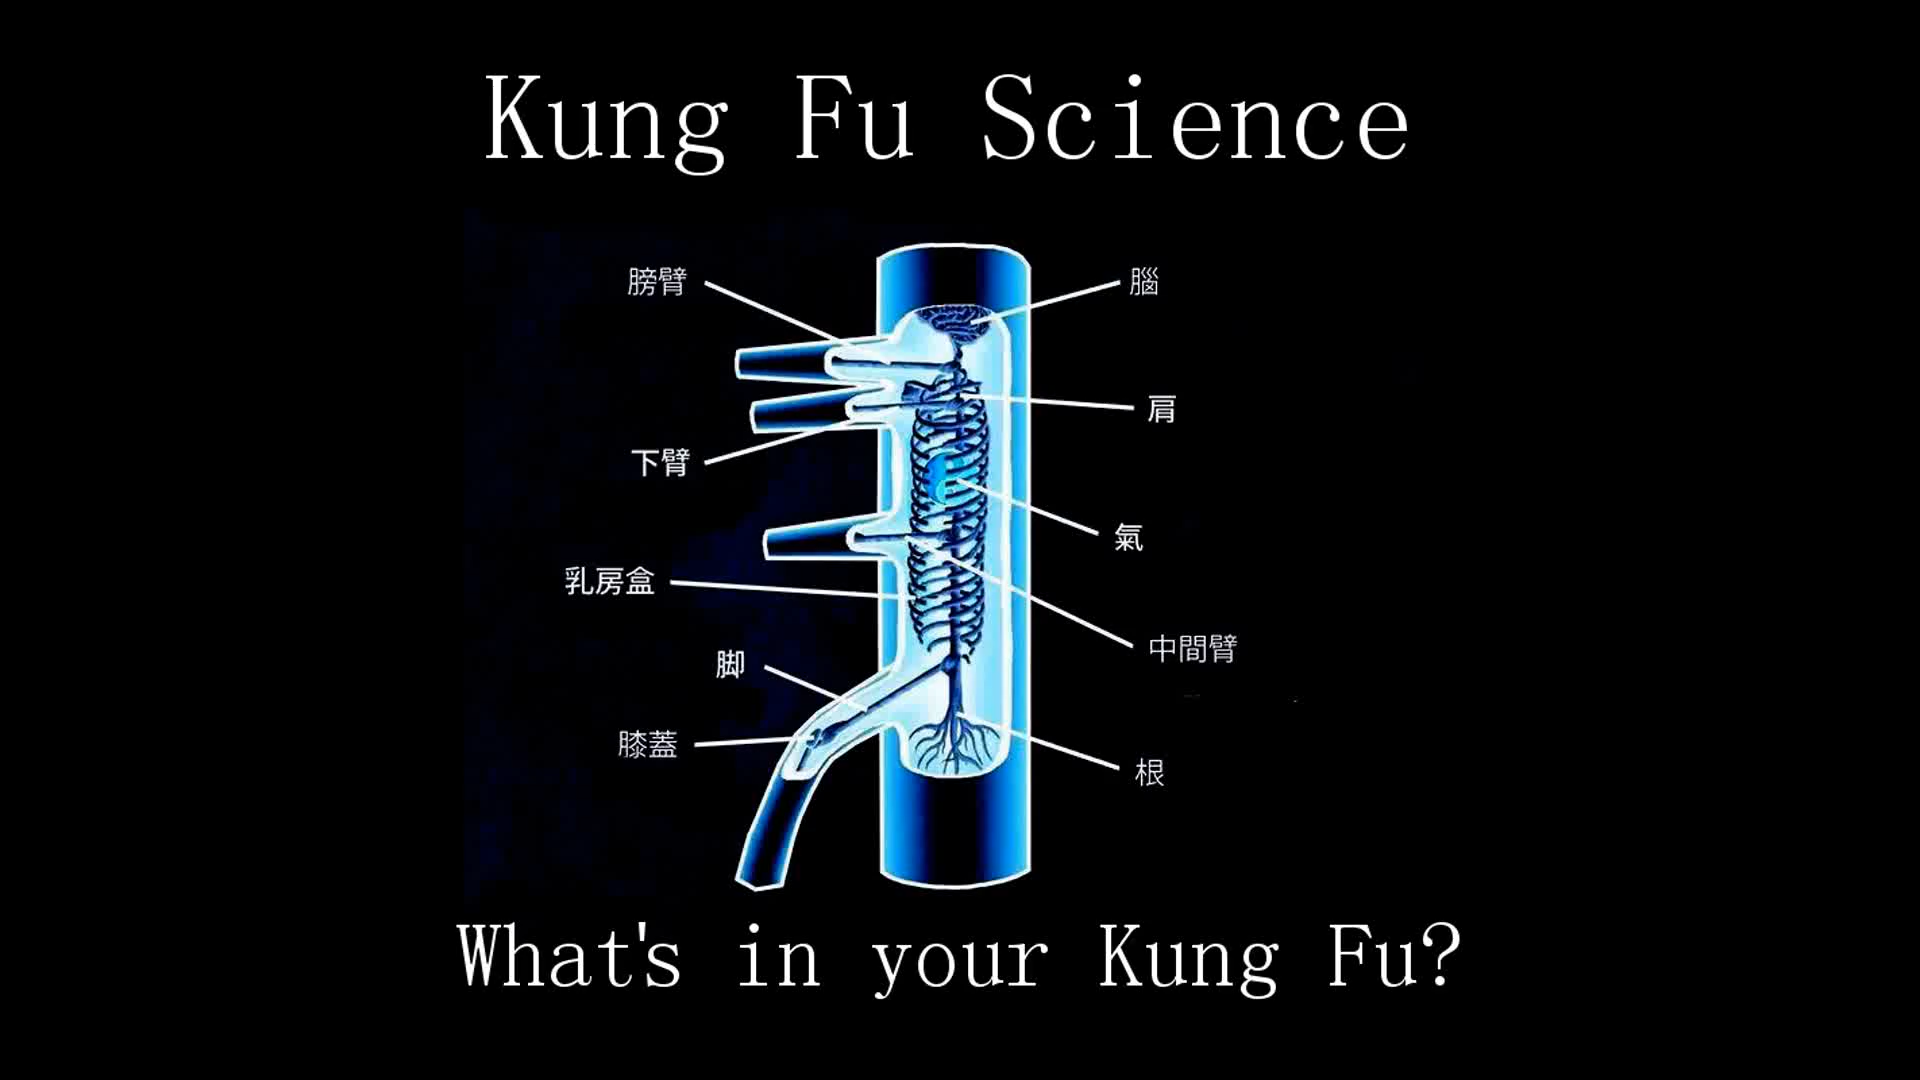 Kung Fu Science
膀臂
腦
肩
下臂
氣
乳房盒
中間臂
脚
膝蓋
根
What's in your Kung Fu?